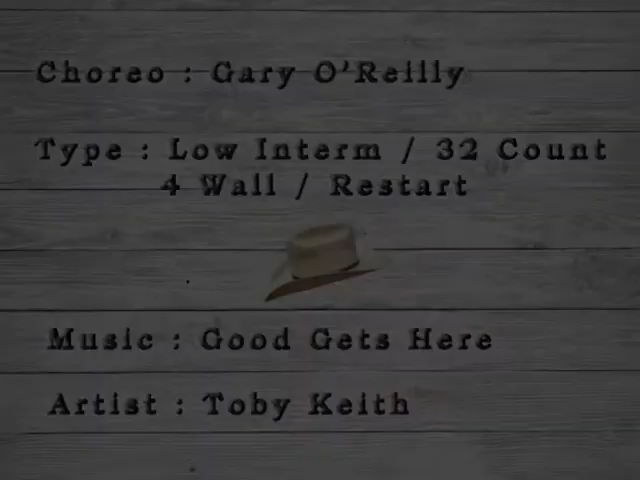 Choreo : Gary O'Reilly
Type : Low Interm / 32 Count
4 Wall / Restart
Music : Good Gets Here
Artist : Toby Keith